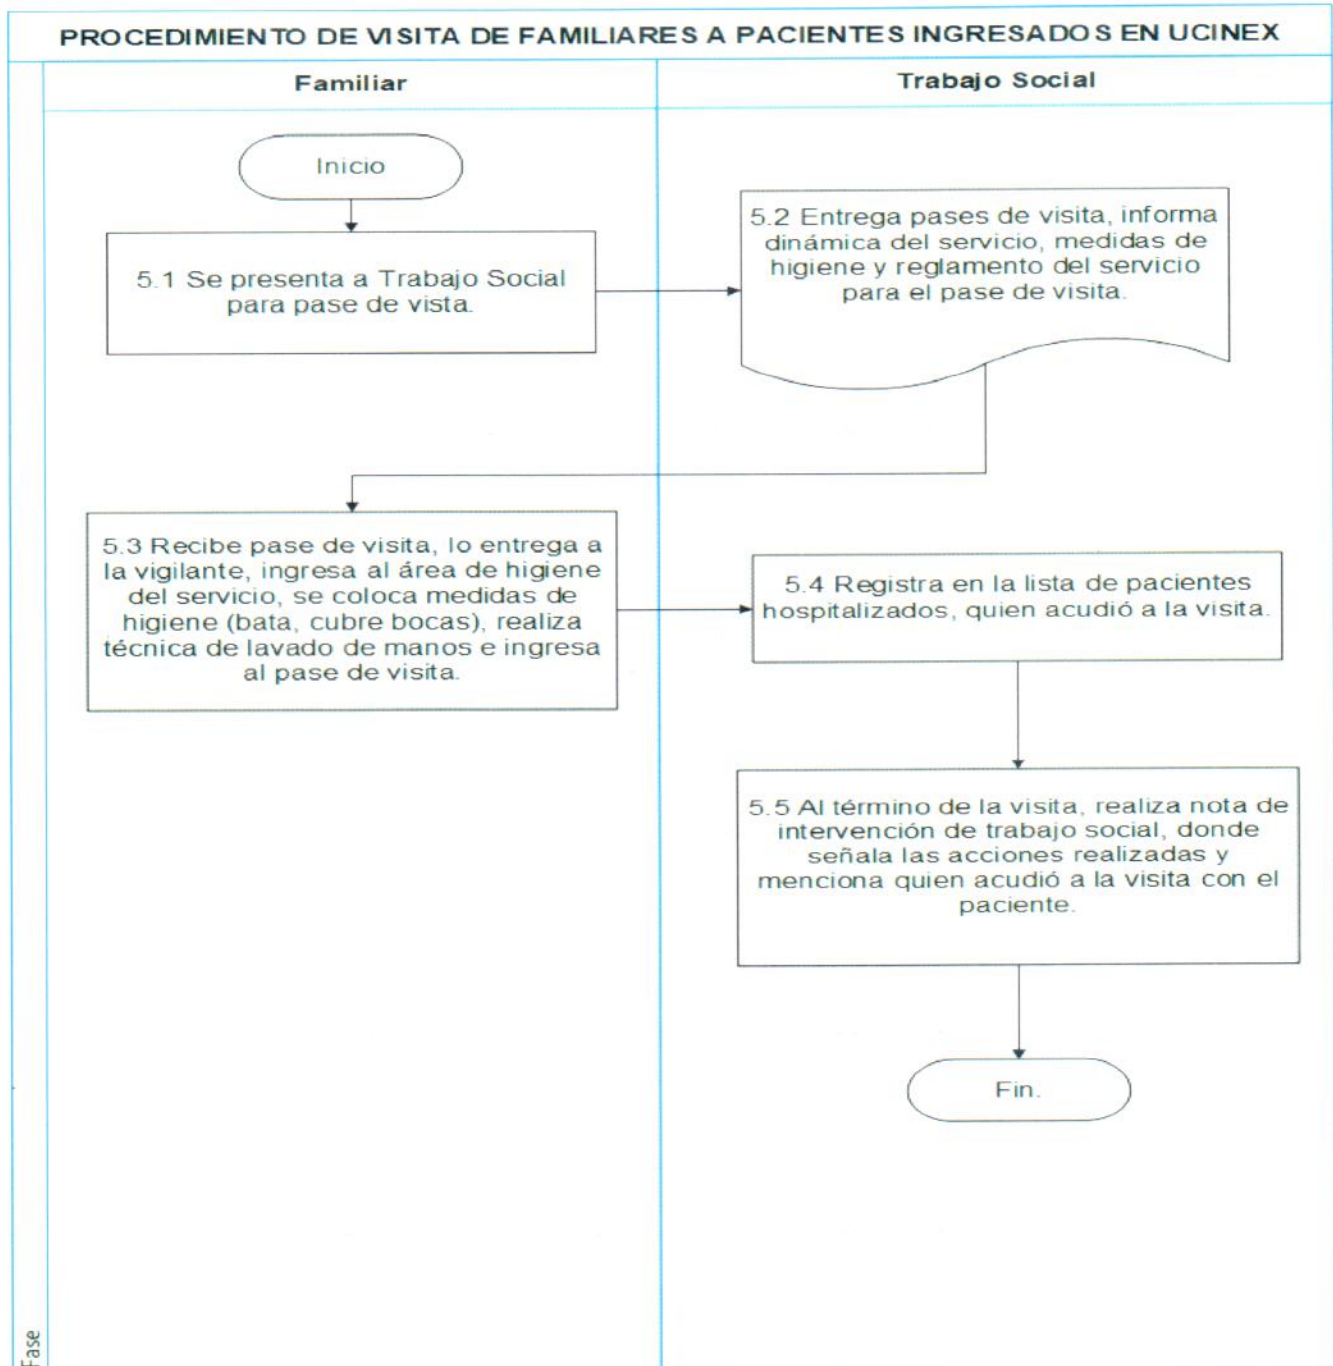 PROCEDIMIENTO DE VISITA DE FAMILIARES A PACIENTES INGRESADOS EN UCINEX
Familiar
Trabajo Social
Inicio
5.1 Se presenta a Trabajo Social
para pase de vista.
5.2 Entrega pases de visita, informa
dinámica del servicio, medidas de
higiene y reglamento del servicio
para el pase de visita.
5.3 Recibe pase de visita, lo entrega a
la vigilante, ingresa al área de higiene
del servicio, se coloca medidas de
higiene (bata, cubre bocas), realiza
técnica de lavado de manos e ingresa
al pase de visita.
5.4 Registra en la lista de pacientes
hospitalizados, quien acudió a la visita.
5.5 Al término de la visita, realiza nota de
intervención de trabajo social, donde
señala las acciones realizadas y
menciona quien acudió a la visita con el
paciente.
Fin.
Fase